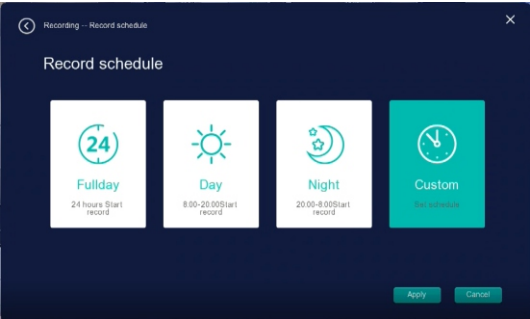 Recording -- Record schedule
Record schedule
24
Fullday
24 hours Start
record
Day
8:00-20:00Start
record
Night
20:00-8:00Start
record
Custom
Set schedule
Apply
Cancel